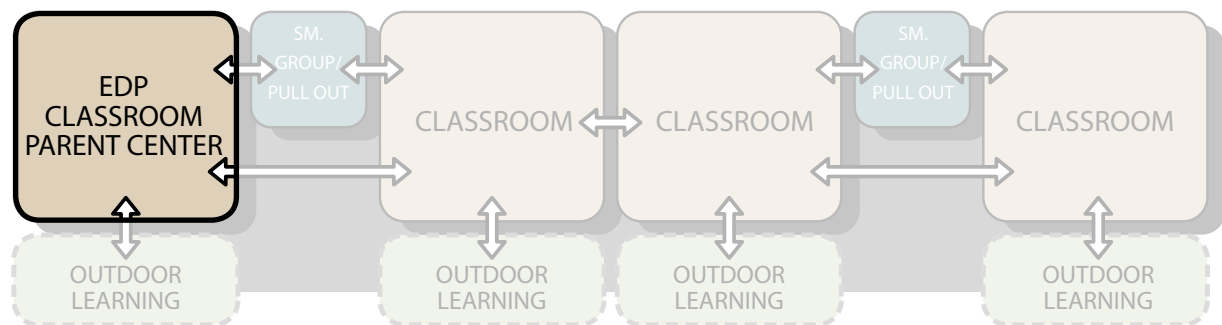 EDP
CLASSROOM
PARENT CENTER
SM.
GROUP/
PULL OUT
CLASSROOM
CLASSROOM
SM.
GROUP/
PULL OUT
CLASSROOM
OUTDOOR
LEARNING
OUTDOOR
LEARNING
OUTDOOR
LEARNING
OUTDOOR
LEARNING